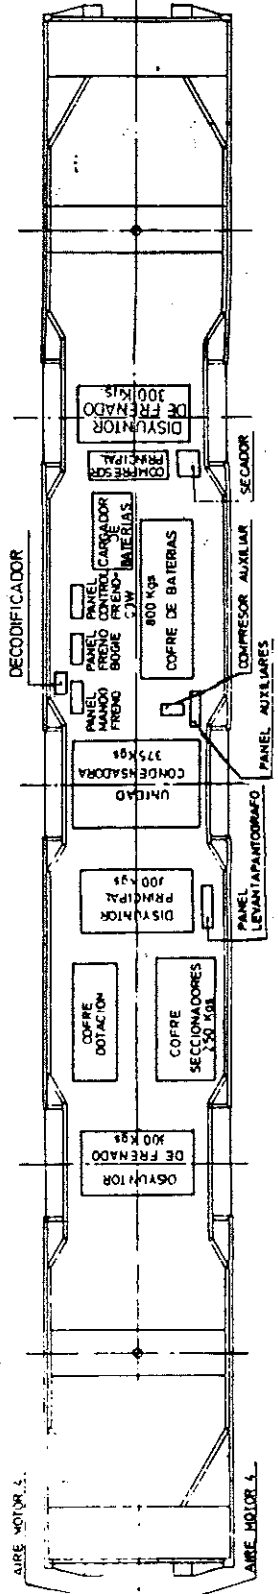 DISYUNTOR
DE FRENADO
300 Kgs
COMPRESOR
PRINCIPAL
SECADOR
CARGADOR
DE
BATERIAS
COFRE DE BATERIAS
800 Kgs
DECODIFICADOR
PANEL
CONTROL
FRENO-
PANEL
FRENO
BOGIE
PANEL
MANDO
FRENO
COMPRESOR AUXILIAR
PANEL AUXILIARES
UNIDAD
CONDENSADORA
375 Kgs
PANEL
LEVANTAPANTOGRAFO
DISYUNTOR
PRINCIPAL
300 Kgs
COFRE
DOTACION
COFRE
SECCIONADORES
250 Kgs
DISYUNTOR
DE FRENADO
300 Kgs
AIRE MOTOR 4
AIRE MOTOR 4